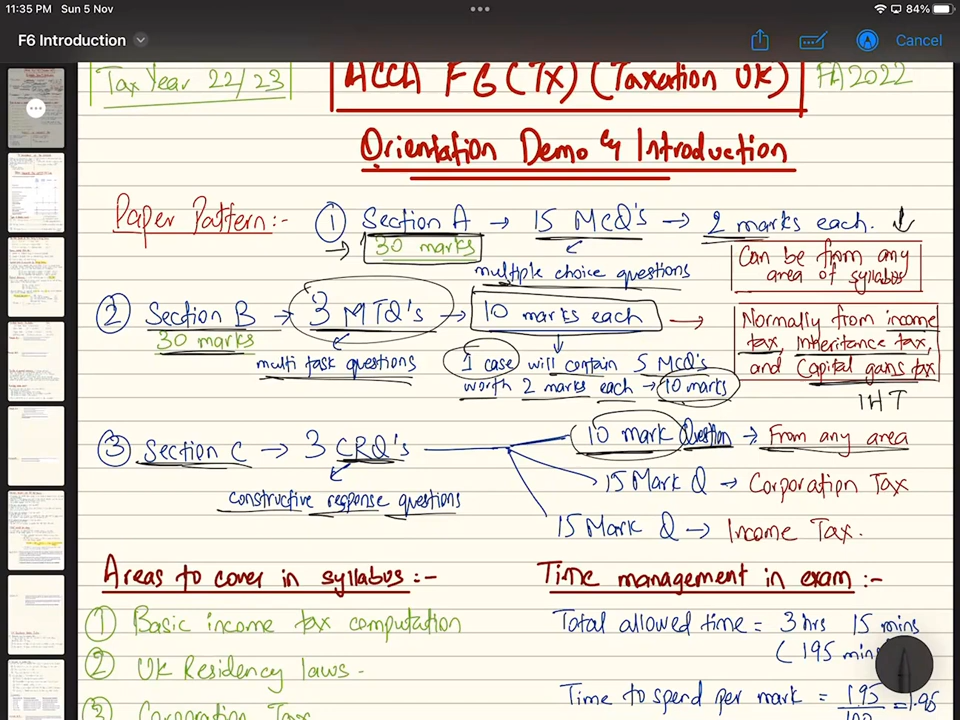 11:35 PM Sun 5 Nov
84%
F6 Introduction
Cancel
Tax Year 22/23
ACCA F6 (TX) (Taxation UK)
FA2022
Orientation Demo & Introduction
Paper Pattern:-
① Section A → 15 MCQ's → 2 marks each.
30 marks
multiple choice questions
Can be from any
area of syllabus
② Section B → 3 MTQ's → 10 marks each →
30 marks
multi task questions
1 case will contain 5 MCQ's
worth 2 marks each → 10 marks
Normally from income
tax, Inheritance tax,
and Capital gains tax
IHT
③ Section C → 3 CRQ's
10 mark Question → From any area
constructive response questions
15 Mark Q → Corporation Tax
15 Mark Q → Income Tax.
Areas to cover in syllabus:-
① Basic income tax computation
② UK Residency laws -
③ Corporation Tax
Time management in exam:-
Total allowed time = 3 hrs 15 mins
(195 mins
Time to spend per mark = 195 = 1.95